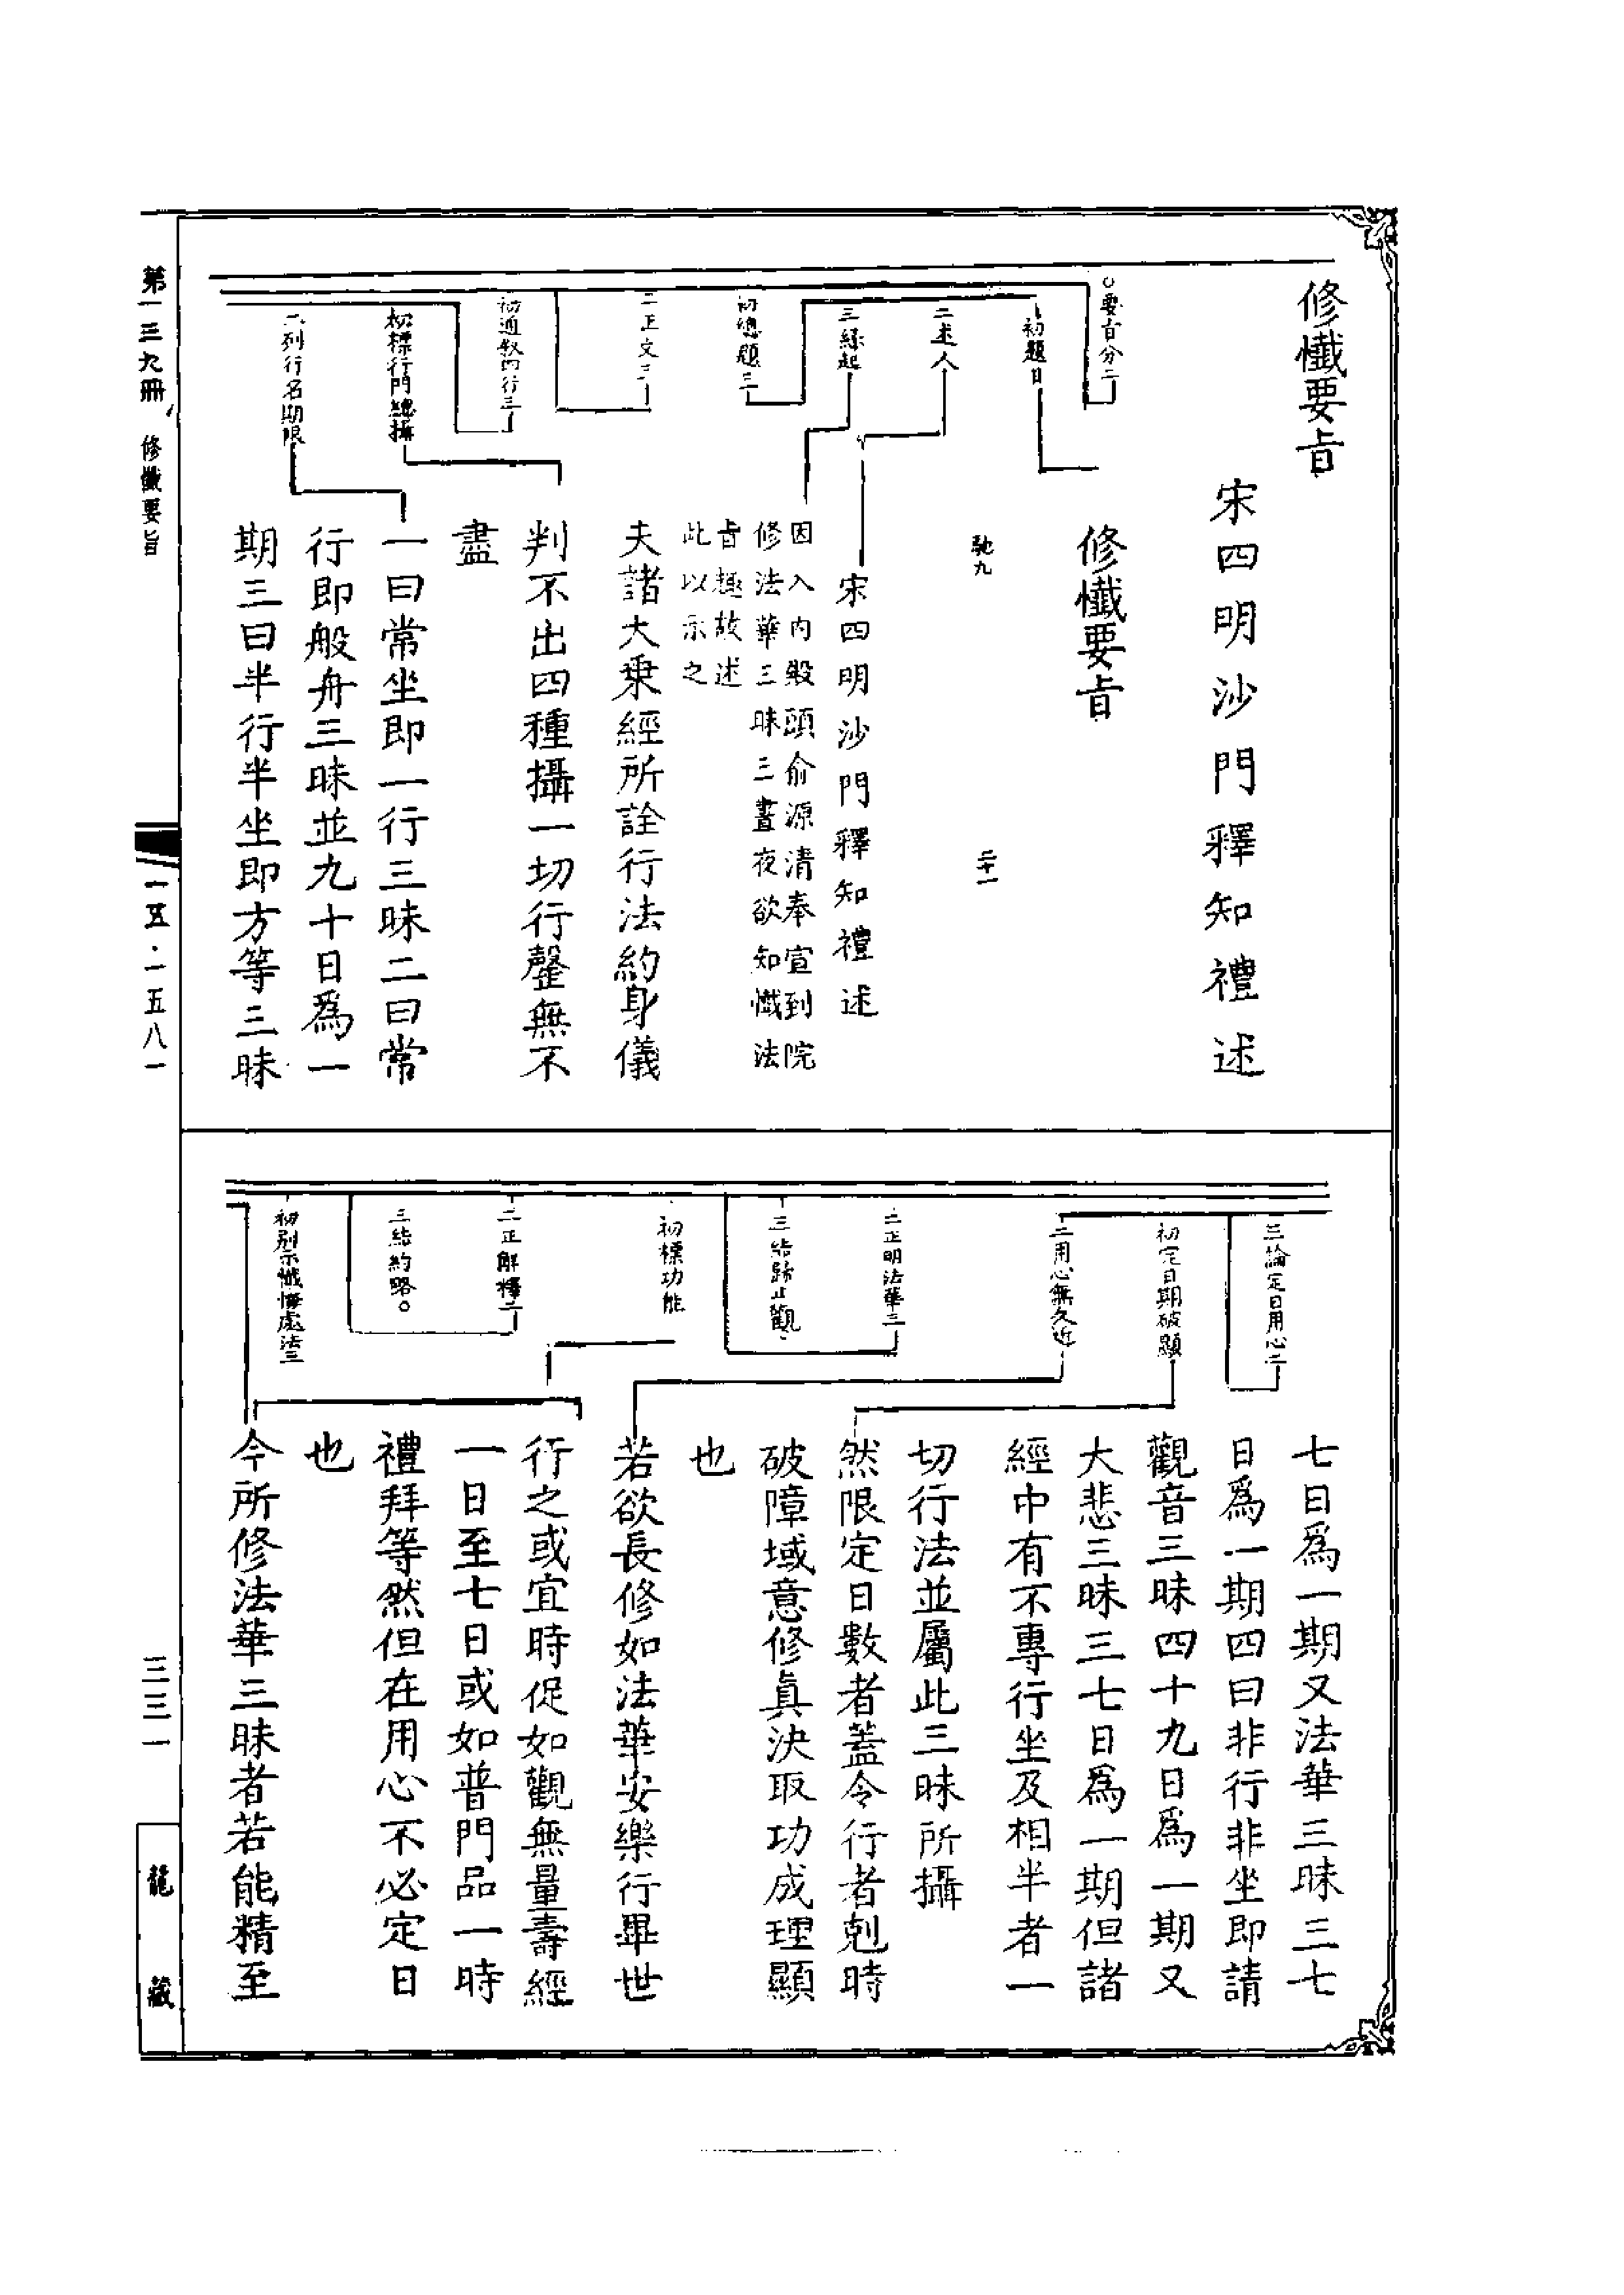 修懺要旨
宋四明沙門釋知禮述
○要旨分二
初題目
修懺要旨
馳九
二十一
二述人
宋四明沙門釋知禮述
三緣起
因入內殿頭俞源清奉宣到院
修法華三昧三晝夜欲知懺法
旨趣故述
此以示之
初總題三
二正文三
夫諸大乗經所詮行法約身儀
初通敘四行三
判不出四種攝一切行罄無不
盡
初標行門總攝
一曰常坐即一行三昧二曰常
二列行名期限
行即般舟三昧並九十日爲一
期三曰半行半坐即方等三昧
七日爲一期又法華三昧三七
三論定日用心二
日爲一期四曰非行非坐即請
初定日期破顯
觀音三昧四十九日爲一期又
大悲三昧三七日爲一期但諸
二用心無久近
經中有不專行坐及相半者一
切行法並屬此三昧所攝
二正明法華三
然限定日數者蓋令行者剋時
三結歸止觀
破障域意修眞決取功成理顯
也
初標功能
若欲長修如法華安樂行畢世
二正解釋二
行之或宜時促如觀無量壽經
一日至七日或如普門品一時
三結約略○
禮拜等然但在用心不必定日
也
初別示懺悔處法三
今所修法華三昧者若能精至
第一三九冊
修懺要旨
一五·一五八一
三三一
龍藏